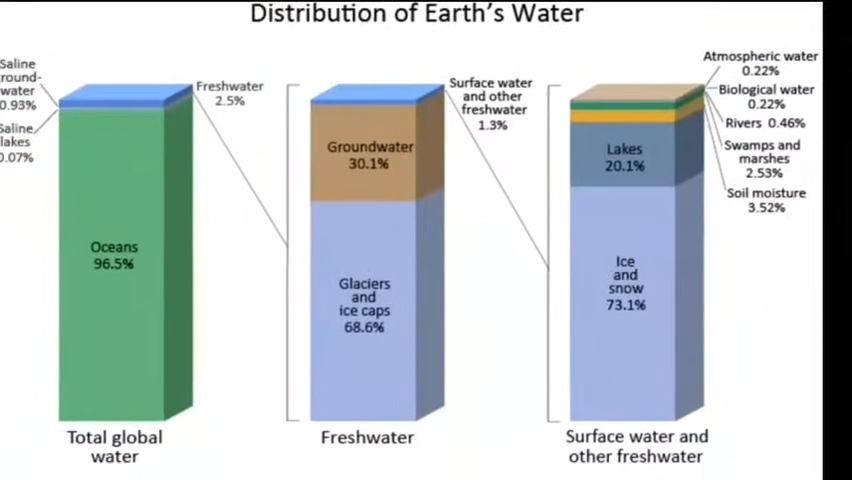 Distribution of Earth's Water
Saline
round-
water
0.93%
Saline
lakes
0.07%
Freshwater
2.5%
Oceans
96.5%
Total global
water
Surface water
and other
freshwater
1.3%
Groundwater
30.1%
Glaciers
and
ice caps
68.6%
Freshwater
Atmospheric water
0.22%
Biological water
0.22%
Rivers 0.46%
Swamps and
marshes
2.53%
Soil moisture
3.52%
Lakes
20.1%
Ice
and
snow
73.1%
Surface water and
other freshwater